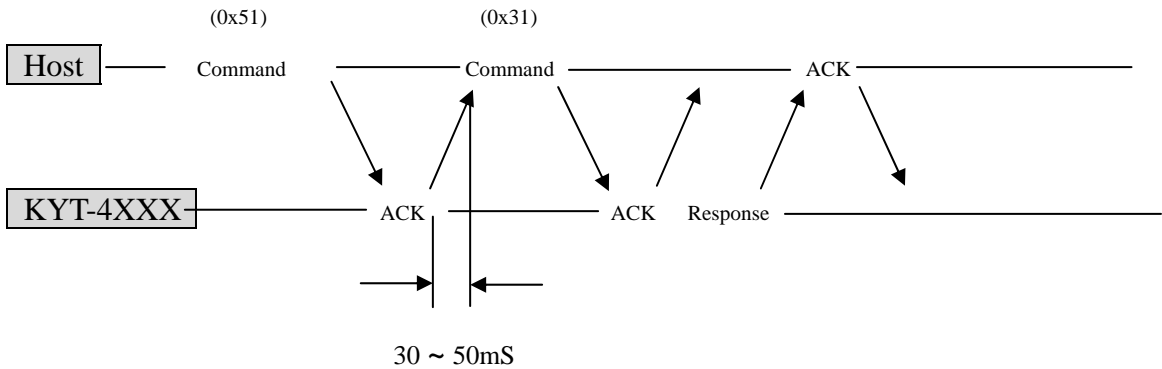 (0x51) (0x31)
Host Command Command ACK
KYT-4XXX ACK ACK Response
30 ~ 50mS